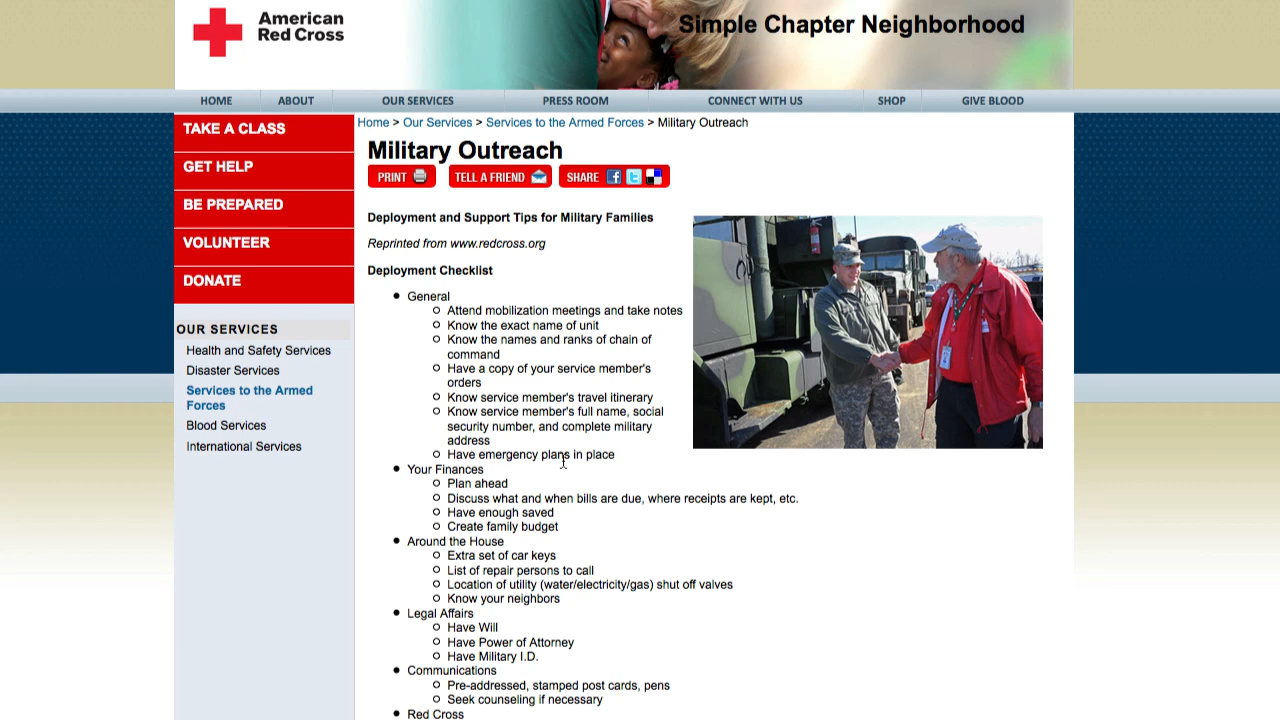 American
Red Cross
Simple Chapter Neighborhood
HOME ABOUT OUR SERVICES PRESS ROOM CONNECT WITH US SHOP GIVE BLOOD
TAKE A CLASS
GET HELP
BE PREPARED
VOLUNTEER
DONATE
OUR SERVICES
Health and Safety Services
Disaster Services
Services to the Armed
Forces
Blood Services
International Services
Home > Our Services > Services to the Armed Forces > Military Outreach
Military Outreach
PRINT TELL A FRIEND SHARE
Deployment and Support Tips for Military Families
Reprinted from www.redcross.org
Deployment Checklist
General
Attend mobilization meetings and take notes
Know the exact name of unit
Know the names and ranks of chain of
command
Have a copy of your service member's
orders
Know service member's travel itinerary
Know service member's full name, social
security number, and complete military
address
Have emergency plans in place
Your Finances
Plan ahead
Discuss what and when bills are due, where receipts are kept, etc.
Have enough saved
Create family budget
Around the House
Extra set of car keys
List of repair persons to call
Location of utility (water/electricity/gas) shut off valves
Know your neighbors
Legal Affairs
Have Will
Have Power of Attorney
Have Military I.D.
Communications
Pre-addressed, stamped post cards, pens
Seek counseling if necessary
Red Cross